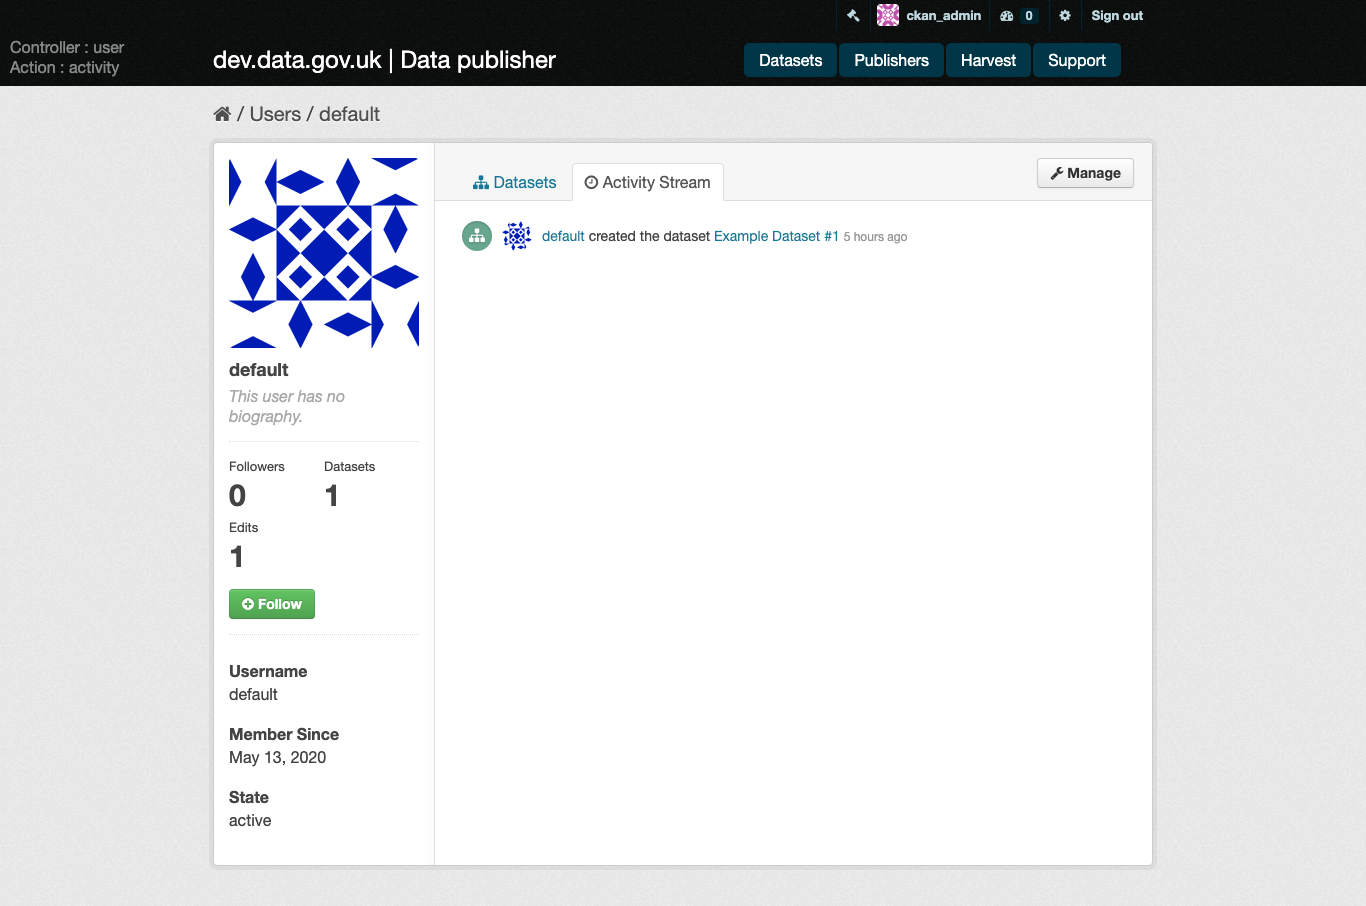 ckan_admin
0
Sign out
Controller : user
Action : activity
dev.data.gov.uk | Data publisher
Datasets
Publishers
Harvest
Support
/ Users / default
Datasets
Activity Stream
Manage
default created the dataset Example Dataset #1 5 hours ago
default
This user has no
biography.
Followers
Datasets
0
1
Edits
1
Follow
Username
default
Member Since
May 13, 2020
State
active